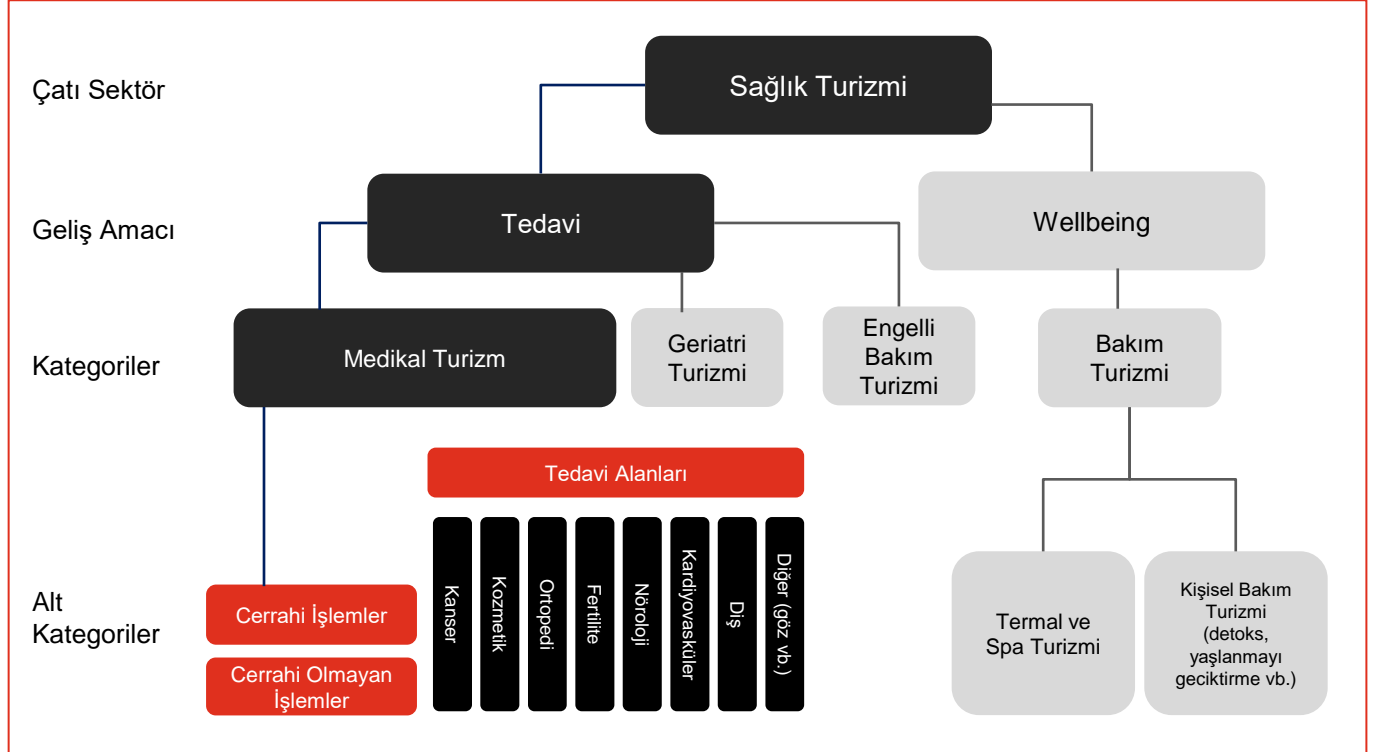 Çatı Sektör
Sağlık Turizmi
Geliş Amacı
Tedavi
Wellbeing
Kategoriler
Medikal Turizm
Geriatri
Turizmi
Engelli
Bakım
Turizmi
Bakım
Turizmi
Tedavi Alanları
Alt
Kategoriler
Cerrahi İşlemler
Cerrahi Olmayan
İşlemler
Kanser
Kozmetik
Ortopedi
Fertilite
Nöroloji
Kardiyovasküler
Diş
Diğer (göz vb.)
Termal ve
Spa Turizmi
Kişisel Bakım
Turizmi
(detoks,
yaşlanmayı
geciktirme vb.)